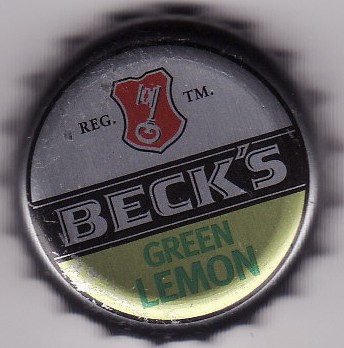 REG. TM.
BECK'S
GREEN
LEMON